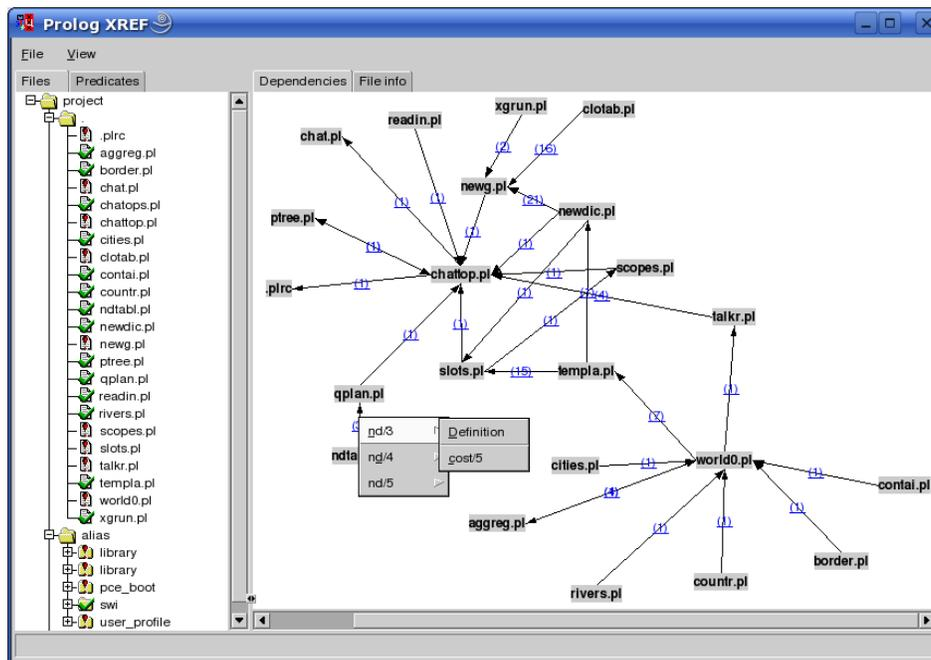 Prolog XREF
File View
Files Predicates
Dependencies File info
project
.
.plrc
aggreg.pl
border.pl
chat.pl
chatops.pl
chattop.pl
cities.pl
clotab.pl
contai.pl
countr.pl
ndtabl.pl
newdic.pl
newg.pl
ptree.pl
qplan.pl
readin.pl
rivers.pl
scopes.pl
slots.pl
talkr.pl
templa.pl
world0.pl
xgrun.pl
alias
library
library
pce_boot
swi
user_profile
xgrun.pl
clotab.pl
readin.pl
chat.pl
(2)
(16)
newg.pl
(1)
(1)
(21)
newdic.pl
ptree.pl
(1)
(1)
(1)
chattop.pl
(1)
scopes.pl
.plrc
(1)
(1)
(4)
talkr.pl
(1)
(1)
(1)
slots.pl
(15)
templa.pl
qplan.pl
(1)
(7)
nd/3
nd/4
nd/5
Definition
cost/5
ndta
cities.pl
(1)
world0.pl
(1)
contai.pl
aggreg.pl
(1)
(1)
(1)
border.pl
countr.pl
rivers.pl